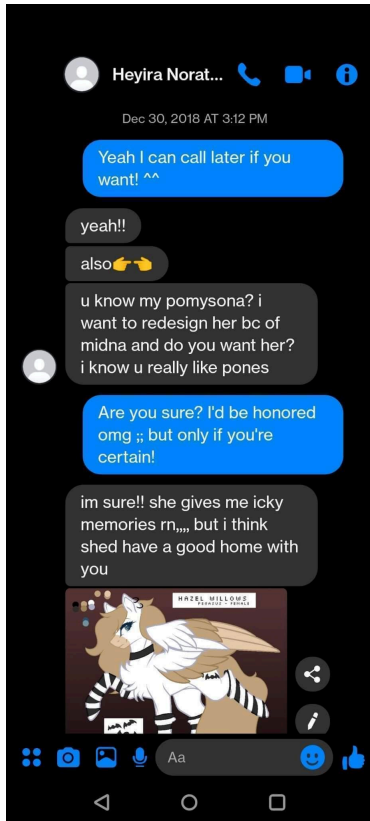 Heyira Norat...
Dec 30, 2018 AT 3:12 PM
Yeah I can call later if you
want! ^^
yeah!!
also👉👈
u know my pomysona? i
want to redesign her bc of
midna and do you want her?
i know u really like pones
Are you sure? I'd be honored
omg ;; but only if you're
certain!
im sure!! she gives me icky
memories rn,,,, but i think
shed have a good home with
you
HAZEL WILLOWS
PEGASUS - FEMALE
Aa